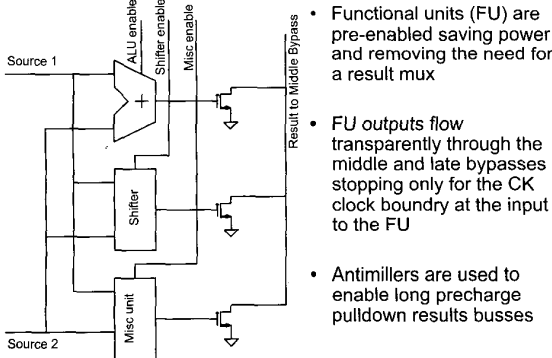 ALU enable
Shifter enable
Misc enable
Source 1
+
Result to Middle Bypass
Shifter
Misc unit
Source 2
• Functional units (FU) are
pre-enabled saving power
and removing the need for
a result mux
• FU outputs flow
transparently through the
middle and late bypasses
stopping only for the CK
clock boundry at the input
to the FU
• Antimillers are used to
enable long precharge
pulldown results busses